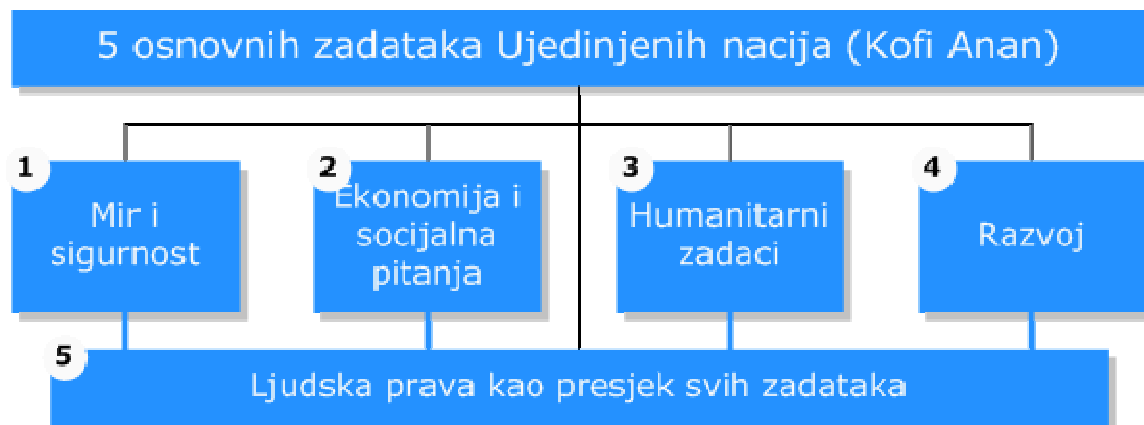 5 osnovnih zadataka Ujedinjenih nacija (Kofi Anan)
1
Mir i
sigurnost
2
Ekonomija i
socijalna
pitanja
3
Humanitarni
zadaci
4
Razvoj
5
Ljudska prava kao presjek svih zadataka